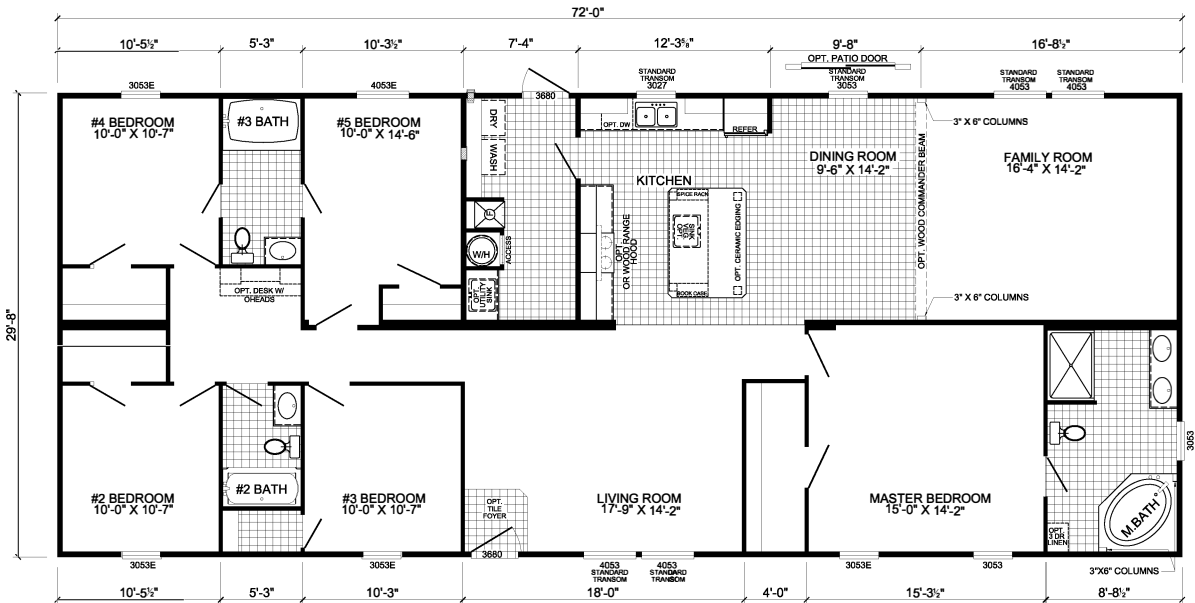 72'-0"
10'-5½" 5'-3" 10'-3½" 7'-4" 12'-3⅝" 9'-8" 16'-8½"
OPT. PATIO DOOR
STANDARD
TRANSOM
3027
STANDARD
TRANSOM
3053
STANDARD
TRANSOM
4053
STANDARD
TRANSOM
4053
3053E
4053E
3680
#4 BEDROOM
10'-0" X 10'-7"
#3 BATH
#5 BEDROOM
10'-0" X 14'-6"
DRY
WASH
OPT. DW
REFER
DINING ROOM
9'-6" X 14'-2"
3" X 6" COLUMNS
FAMILY ROOM
16'-4" X 14'-2"
KITCHEN
SPICE RACK
OPT.
VEG.
SINK
OPT. CERAMIC EDGING
BOOK CASE
OPT.
OR WOOD RANGE
HOOD
OPT. WOOD COMMANDER BEAM
F
W/H
ACCESS
OPT.
UTILITY
SINK
OPT. DESK W/
OHEADS
3" X 6" COLUMNS
29'-8"
3053
#2 BEDROOM
10'-0" X 10'-7"
#2 BATH
#3 BEDROOM
10'-0" X 10'-7"
OPT.
TILE
FOYER
LIVING ROOM
17'-9" X 14'-2"
MASTER BEDROOM
15'-0" X 14'-2"
M.BATH
OPT.
3 DR
LINEN
3053E
3053E
3680
4053
STANDARD
TRANSOM
4053
STANDARD
TRANSOM
3053E
3053
3"X6" COLUMNS
10'-5½" 5'-3" 10'-3" 18'-0" 4'-0" 15'-3½" 8'-8½"